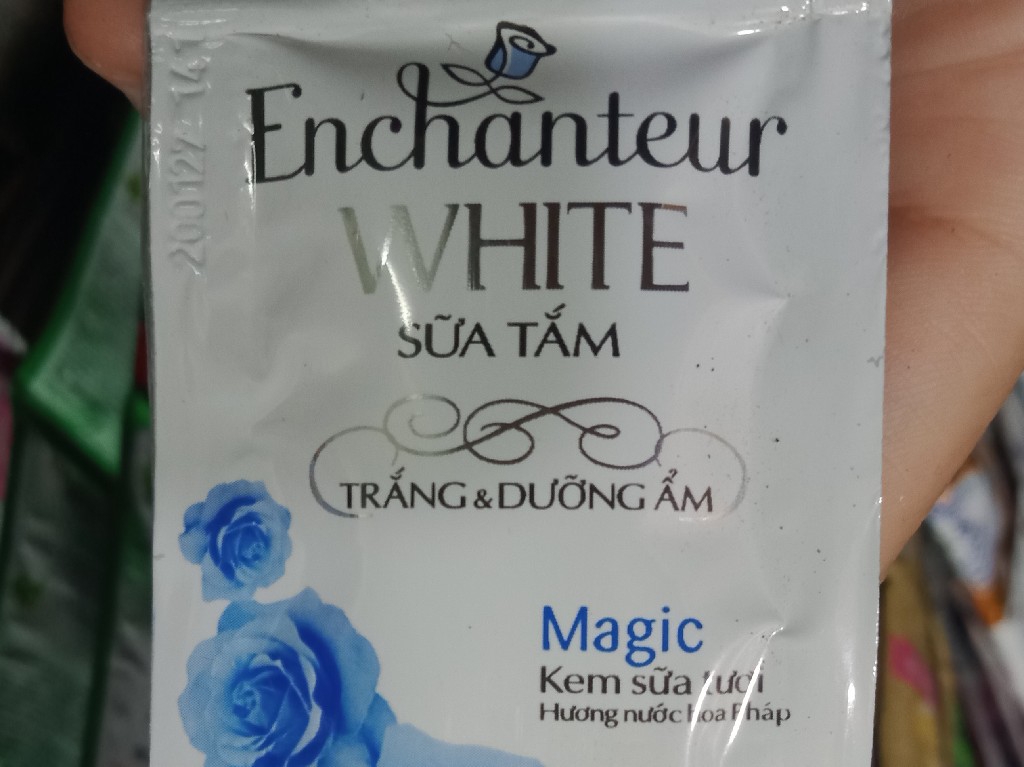 Enchanteur
WHITE
SỮA TẮM
TRẮNG & DƯỠNG ẨM
Magic
Kem sữa tươi
Hương nước hoa Pháp